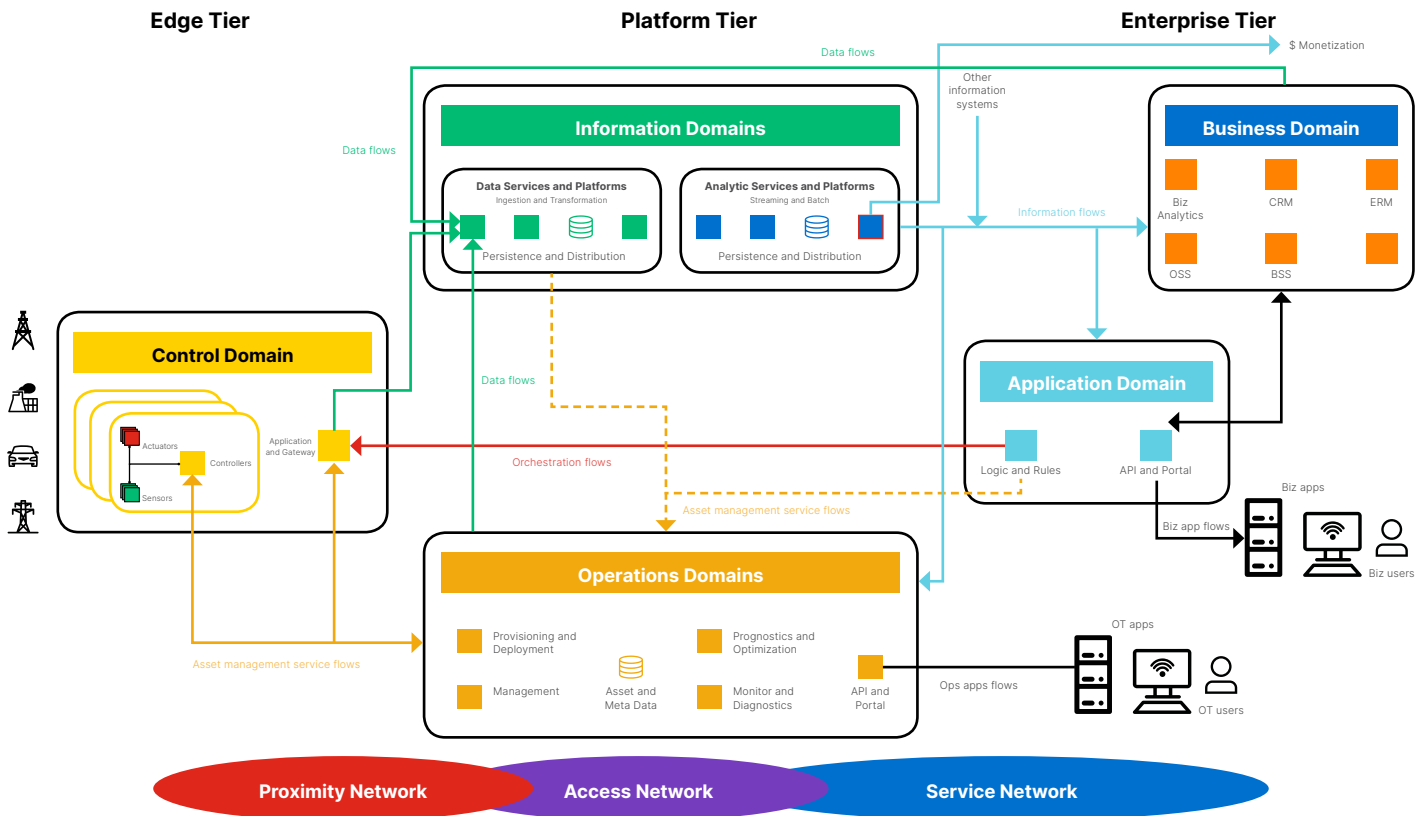 Edge Tier
Platform Tier
Enterprise Tier
Data flows
$ Monetization
Other
information
systems
Information Domains
Business Domain
Data flows
Data Services and Platforms
Ingestion and Transformation
Persistence and Distribution
Analytic Services and Platforms
Streaming and Batch
Persistence and Distribution
Information flows
Biz
Analytics
CRM
ERM
OSS
BSS
Control Domain
Actuators
Controllers
Sensors
Application
and Gateway
Data flows
Application Domain
Logic and Rules
API and Portal
Orchestration flows
Asset management service flows
Biz apps
Biz app flows
Biz users
Operations Domains
Provisioning and
Deployment
Management
Asset and
Meta Data
Prognostics and
Optimization
Monitor and
Diagnostics
API and
Portal
Asset management service flows
Ops apps flows
OT apps
OT users
Proximity Network
Access Network
Service Network